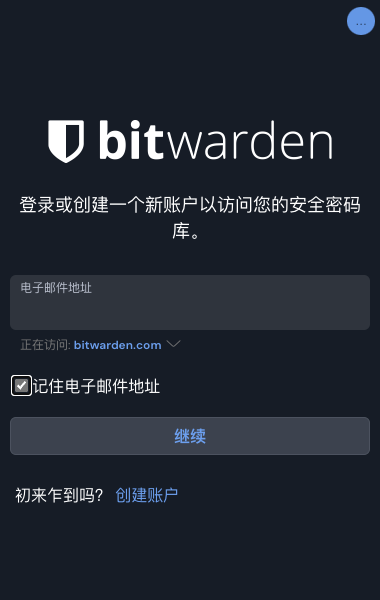 ...
bitwarden
登录或创建一个新账户以访问您的安全密码
库。
电子邮件地址
正在访问: bitwarden.com
记住电子邮件地址
继续
初来乍到吗? 创建账户